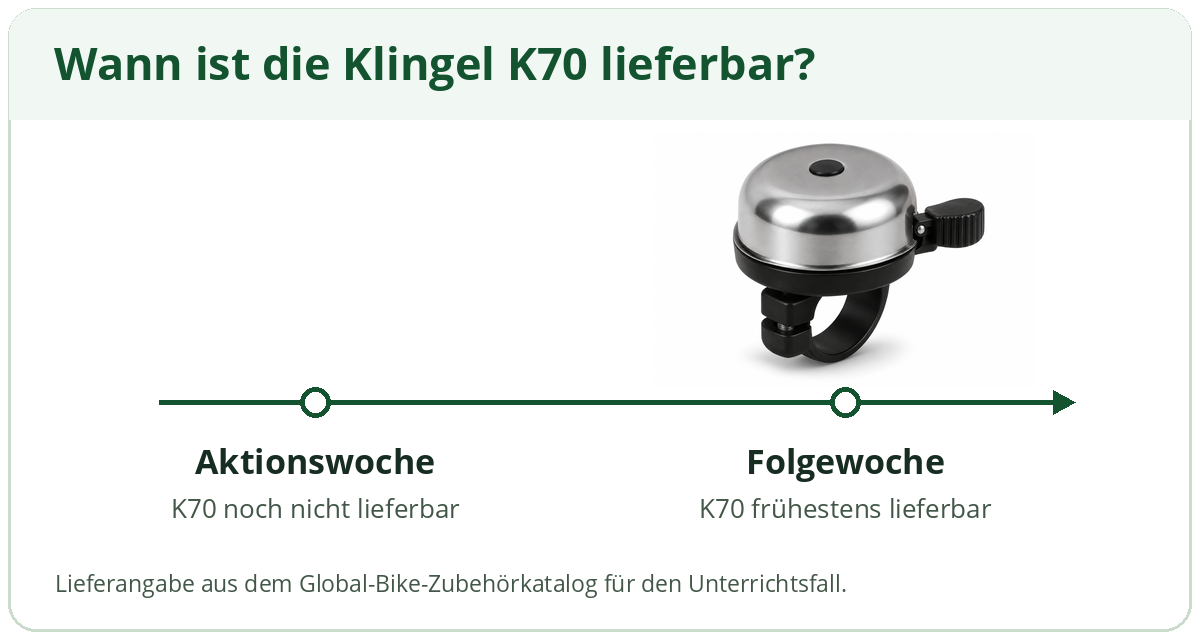 Wann ist die Klingel K70 lieferbar?
Aktionswoche
K70 noch nicht lieferbar
Folgewoche
K70 frühestens lieferbar
Lieferangabe aus dem Global-Bike-Zubehörkatalog für den Unterrichtsfall.